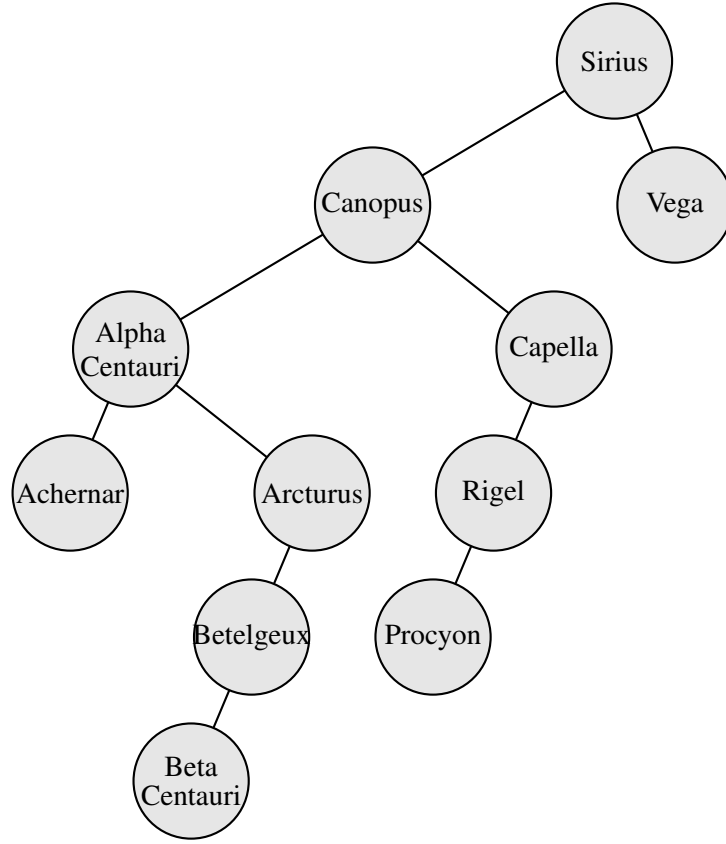 Sirius
Canopus
Vega
Alpha
Centauri
Capella
Achernar
Arcturus
Rigel
Betelgeux
Procyon
Beta
Centauri